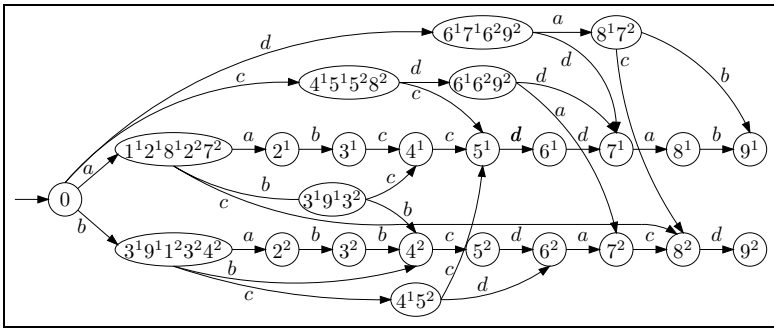 d 6¹7¹6²9² a 8¹7²
d c b
c 4¹5¹5²8² d 6¹6²9² d
c a
a 1¹2¹8¹2²7² a 2¹ b 3¹ c 4¹ c 5¹ d 6¹ d 7¹ a 8¹ b 9¹
b 3¹9¹3² c
0 c b
b 3¹9¹1²3²4² a 2² b 3² b 4² c 5² d 6² a 7² c 8² d 9²
b c
c 4¹5² d